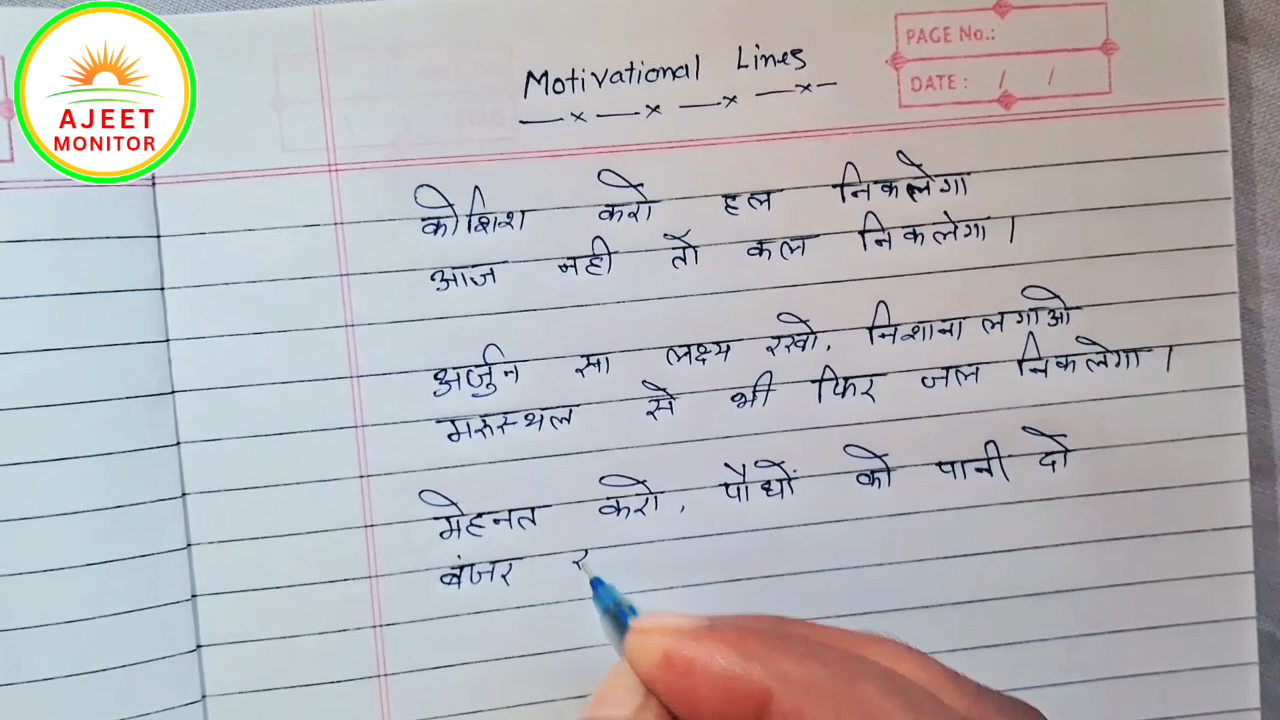 AJEET
MONITOR
PAGE No.:
DATE: / /
Motivational Lines
कोशिश करो हल निकलेगा
आज नही तो कल निकलेगा।
अर्जुन सा लक्ष्य रखो, निशाना लगाओ
मरुस्थल से भी फिर जल निकलेगा।
मेहनत करो, पौधों को पानी दो
बंजर